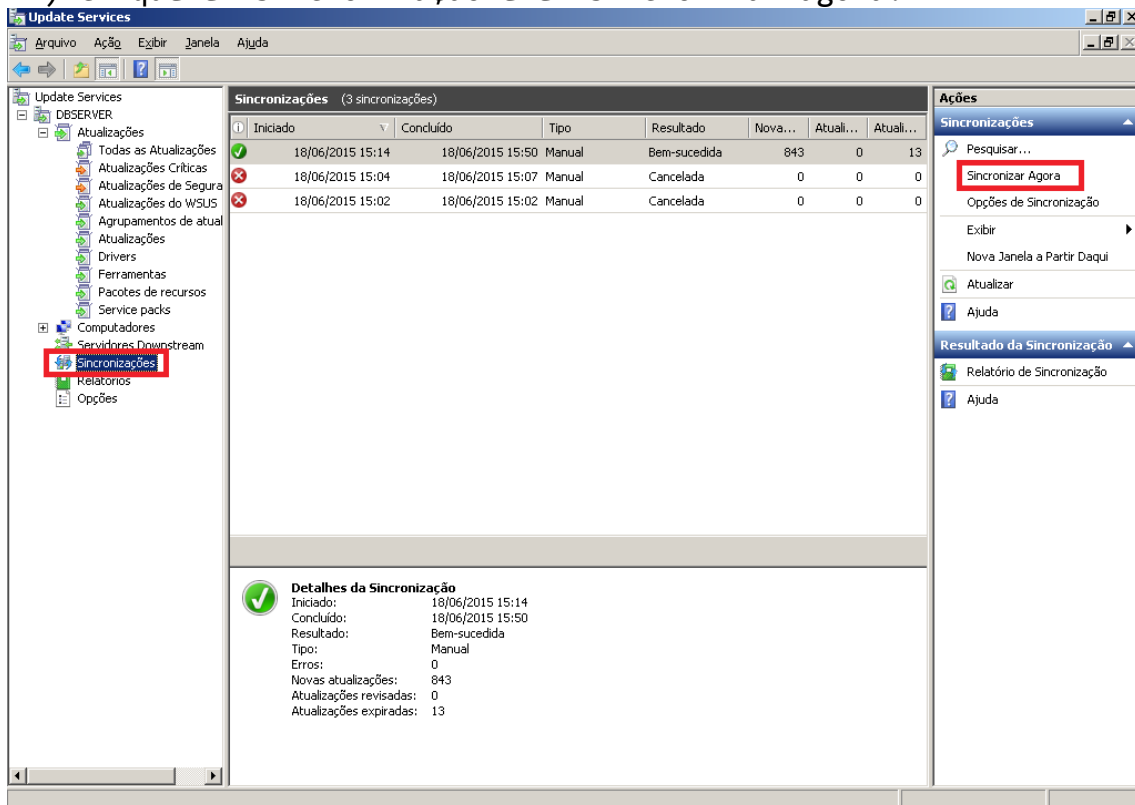 Update Services
Arquivo Ação Exibir Janela Ajuda
Update Services
DBSERVER
Atualizações
Todas as Atualizações
Atualizações Críticas
Atualizações de Segura
Atualizações do WSUS
Agrupamentos de atual
Atualizações
Drivers
Ferramentas
Pacotes de recursos
Service packs
Computadores
Servidores Downstream
Sincronizações
Relatórios
Opções
Sincronizações (3 sincronizações)
Iniciado Concluído Tipo Resultado Nova... Atuali... Atuali...
18/06/2015 15:14 18/06/2015 15:50 Manual Bem-sucedida 843 0 13
18/06/2015 15:04 18/06/2015 15:07 Manual Cancelada 0 0 0
18/06/2015 15:02 18/06/2015 15:02 Manual Cancelada 0 0 0
Detalhes da Sincronização
Iniciado: 18/06/2015 15:14
Concluído: 18/06/2015 15:50
Resultado: Bem-sucedida
Tipo: Manual
Erros: 0
Novas atualizações: 843
Atualizações revisadas: 0
Atualizações expiradas: 13
Ações
Sincronizações
Pesquisar...
Sincronizar Agora
Opções de Sincronização
Exibir
Nova Janela a Partir Daqui
Atualizar
Ajuda
Resultado da Sincronização
Relatório de Sincronização
Ajuda